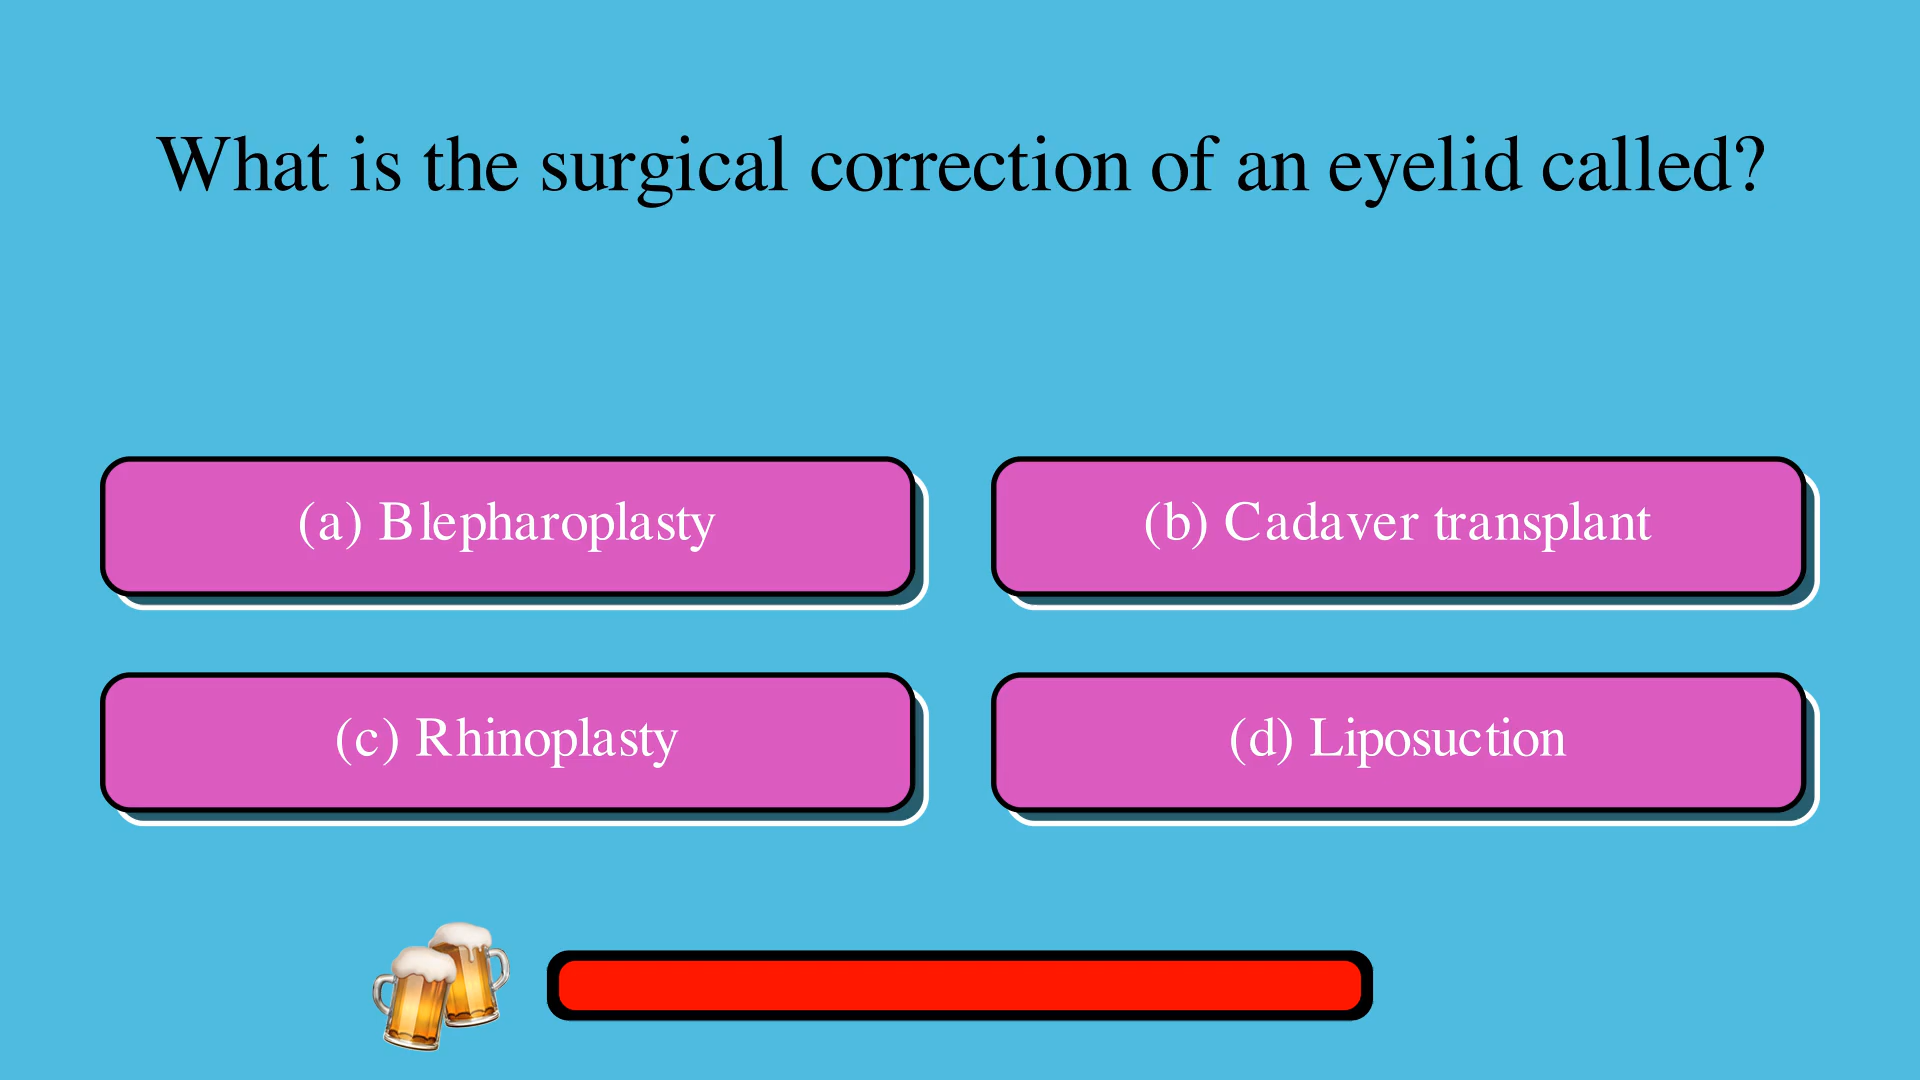 What is the surgical correction of an eyelid called?
(a) Blepharoplasty
(b) Cadaver transplant
(c) Rhinoplasty
(d) Liposuction